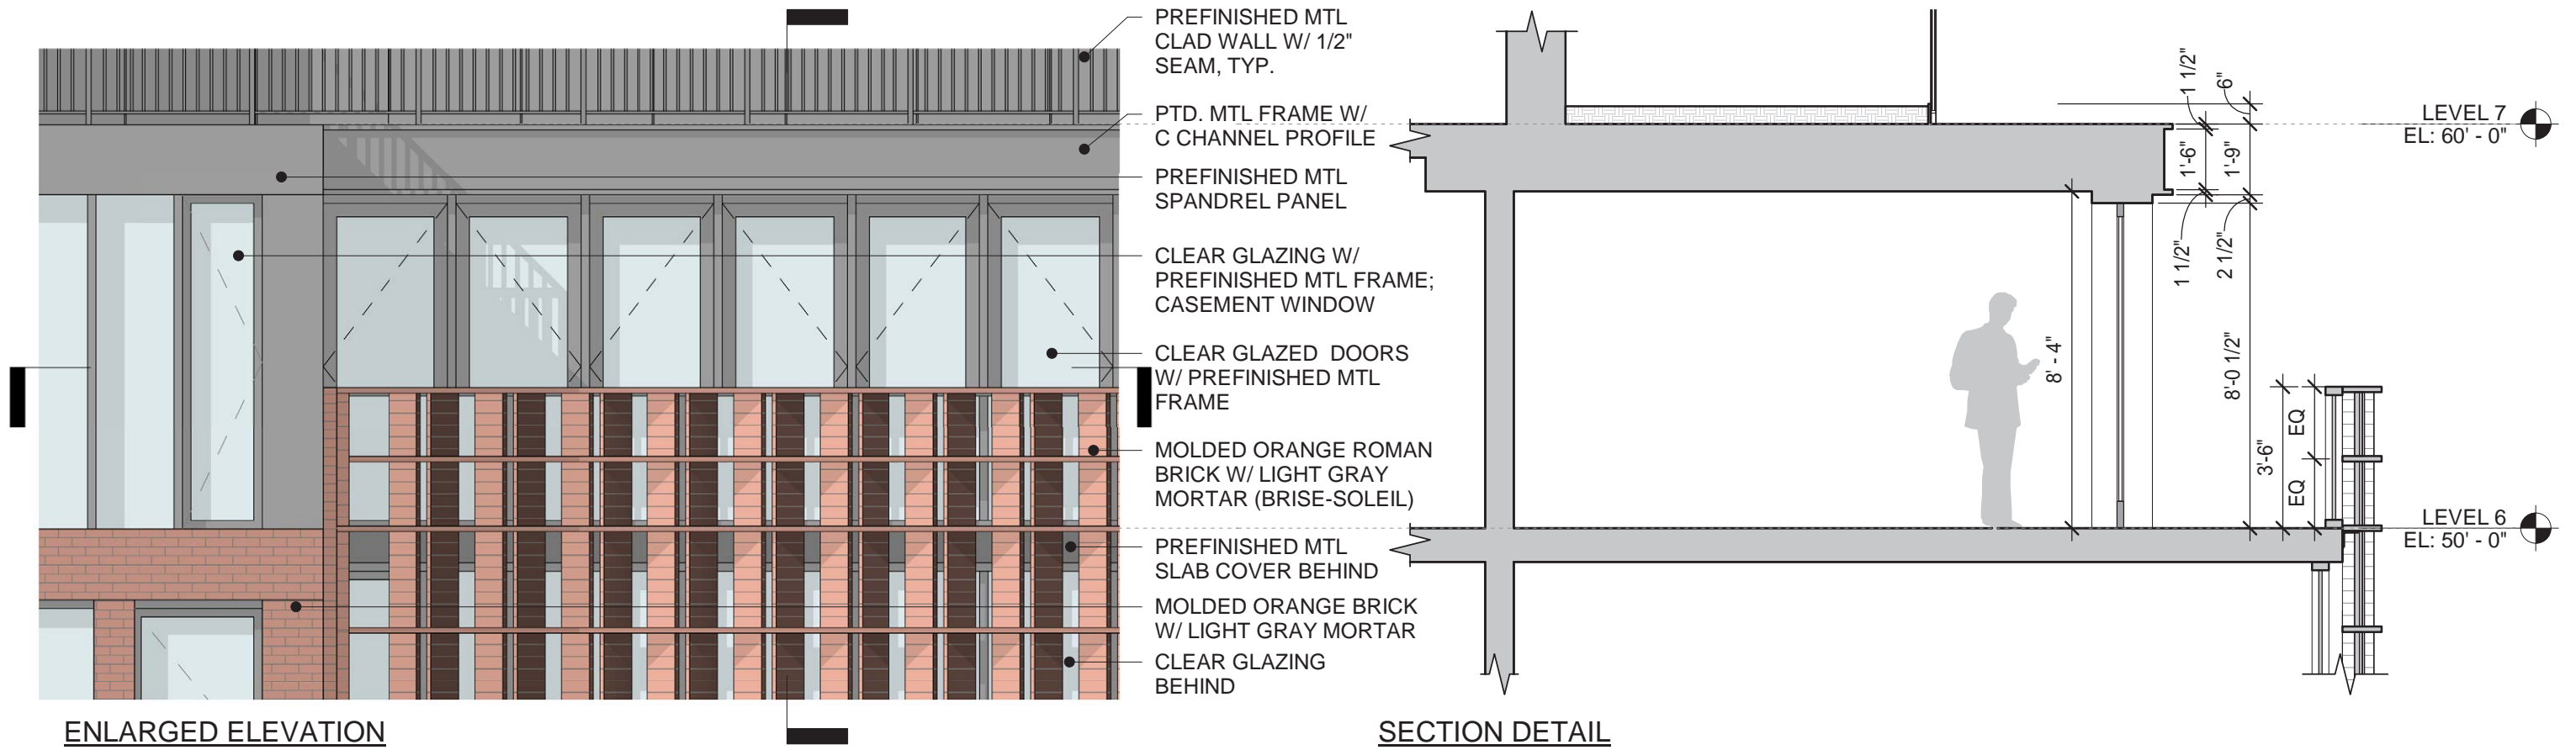 PREFINISHED MTL
CLAD WALL W/ 1/2"
SEAM, TYP.
PTD. MTL FRAME W/
C CHANNEL PROFILE
PREFINISHED MTL
SPANDREL PANEL
CLEAR GLAZING W/
PREFINISHED MTL FRAME;
CASEMENT WINDOW
CLEAR GLAZED DOORS
W/ PREFINISHED MTL
FRAME
MOLDED ORANGE ROMAN
BRICK W/ LIGHT GRAY
MORTAR (BRISE-SOLEIL)
PREFINISHED MTL
SLAB COVER BEHIND
MOLDED ORANGE BRICK
W/ LIGHT GRAY MORTAR
CLEAR GLAZING
BEHIND
ENLARGED ELEVATION
1 1/2"
6"
1'-6"
1'-9"
1 1/2"
2 1/2"
8' - 4"
8'-0 1/2"
3'-6"
EQ
EQ
LEVEL 7
EL: 60' - 0"
LEVEL 6
EL: 50' - 0"
SECTION DETAIL